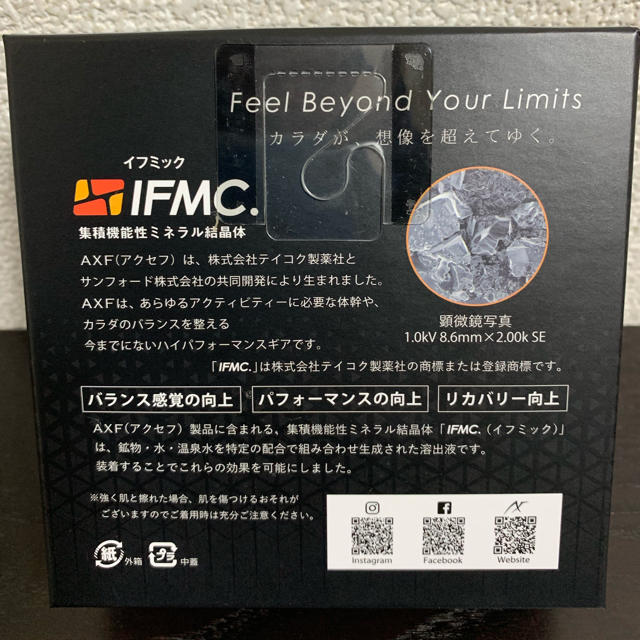 Feel Beyond Your Limits
カラダが、想像を超えてゆく。
イフミック
IFMC.
集積機能性ミネラル結晶体
AXF(アクセフ)は、株式会社テイコク製薬社と
サンフォード株式会社の共同開発により生まれました。
AXFは、あらゆるアクティビティーに必要な体幹や、
カラダのバランスを整える
今までにないハイパフォーマンスギアです。
顕微鏡写真
1.0kV 8.6mm×2.00k SE
「IFMC.」は株式会社テイコク製薬社の商標または登録商標です。
バランス感覚の向上
パフォーマンスの向上
リカバリー向上
AXF(アクセフ)製品に含まれる、集積機能性ミネラル結晶体「IFMC.(イフミック)」
は、鉱物・水・温泉水を特定の配合で組み合わせ生成された溶出液です。
装着することでこれらの効果を可能にしました。
※強く肌と擦れた場合、肌を傷つけるおそれが
ございますのでご着用時は充分ご注意ください。
紙 外箱
中蓋
Instagram
Facebook
Website